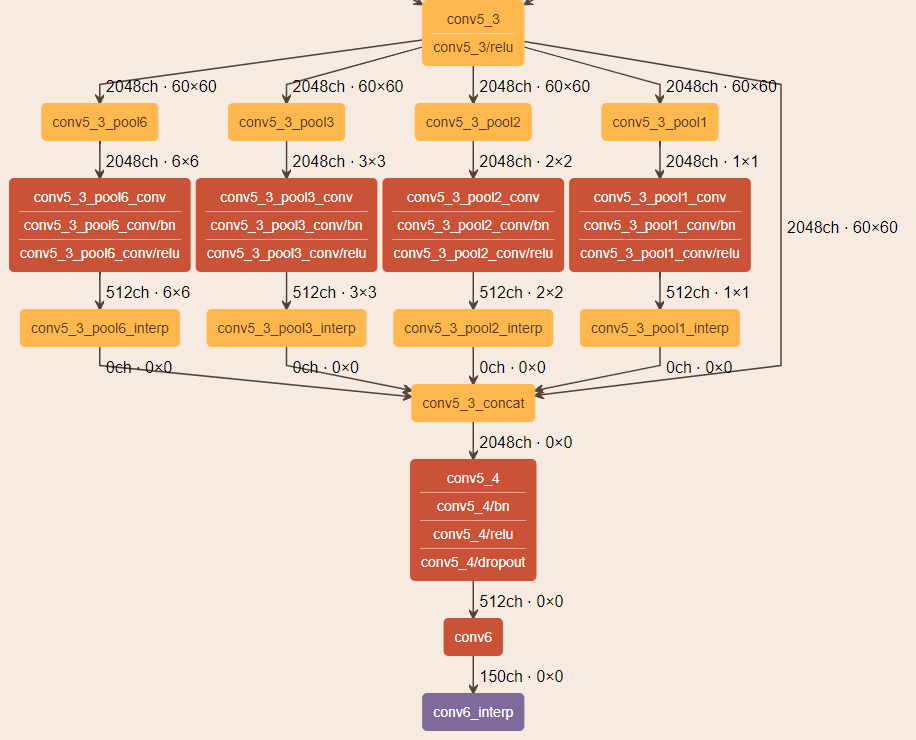 conv5_3
conv5_3/relu
2048ch · 60×60
2048ch · 60×60
2048ch · 60×60
2048ch · 60×60
conv5_3_pool6
conv5_3_pool3
conv5_3_pool2
conv5_3_pool1
2048ch · 6×6
2048ch · 3×3
2048ch · 2×2
2048ch · 1×1
conv5_3_pool6_conv
conv5_3_pool6_conv/bn
conv5_3_pool6_conv/relu
conv5_3_pool3_conv
conv5_3_pool3_conv/bn
conv5_3_pool3_conv/relu
conv5_3_pool2_conv
conv5_3_pool2_conv/bn
conv5_3_pool2_conv/relu
conv5_3_pool1_conv
conv5_3_pool1_conv/bn
conv5_3_pool1_conv/relu
2048ch · 60×60
512ch · 6×6
512ch · 3×3
512ch · 2×2
512ch · 1×1
conv5_3_pool6_interp
conv5_3_pool3_interp
conv5_3_pool2_interp
conv5_3_pool1_interp
0ch · 0×0
0ch · 0×0
0ch · 0×0
0ch · 0×0
conv5_3_concat
2048ch · 0×0
conv5_4
conv5_4/bn
conv5_4/relu
conv5_4/dropout
512ch · 0×0
conv6
150ch · 0×0
conv6_interp